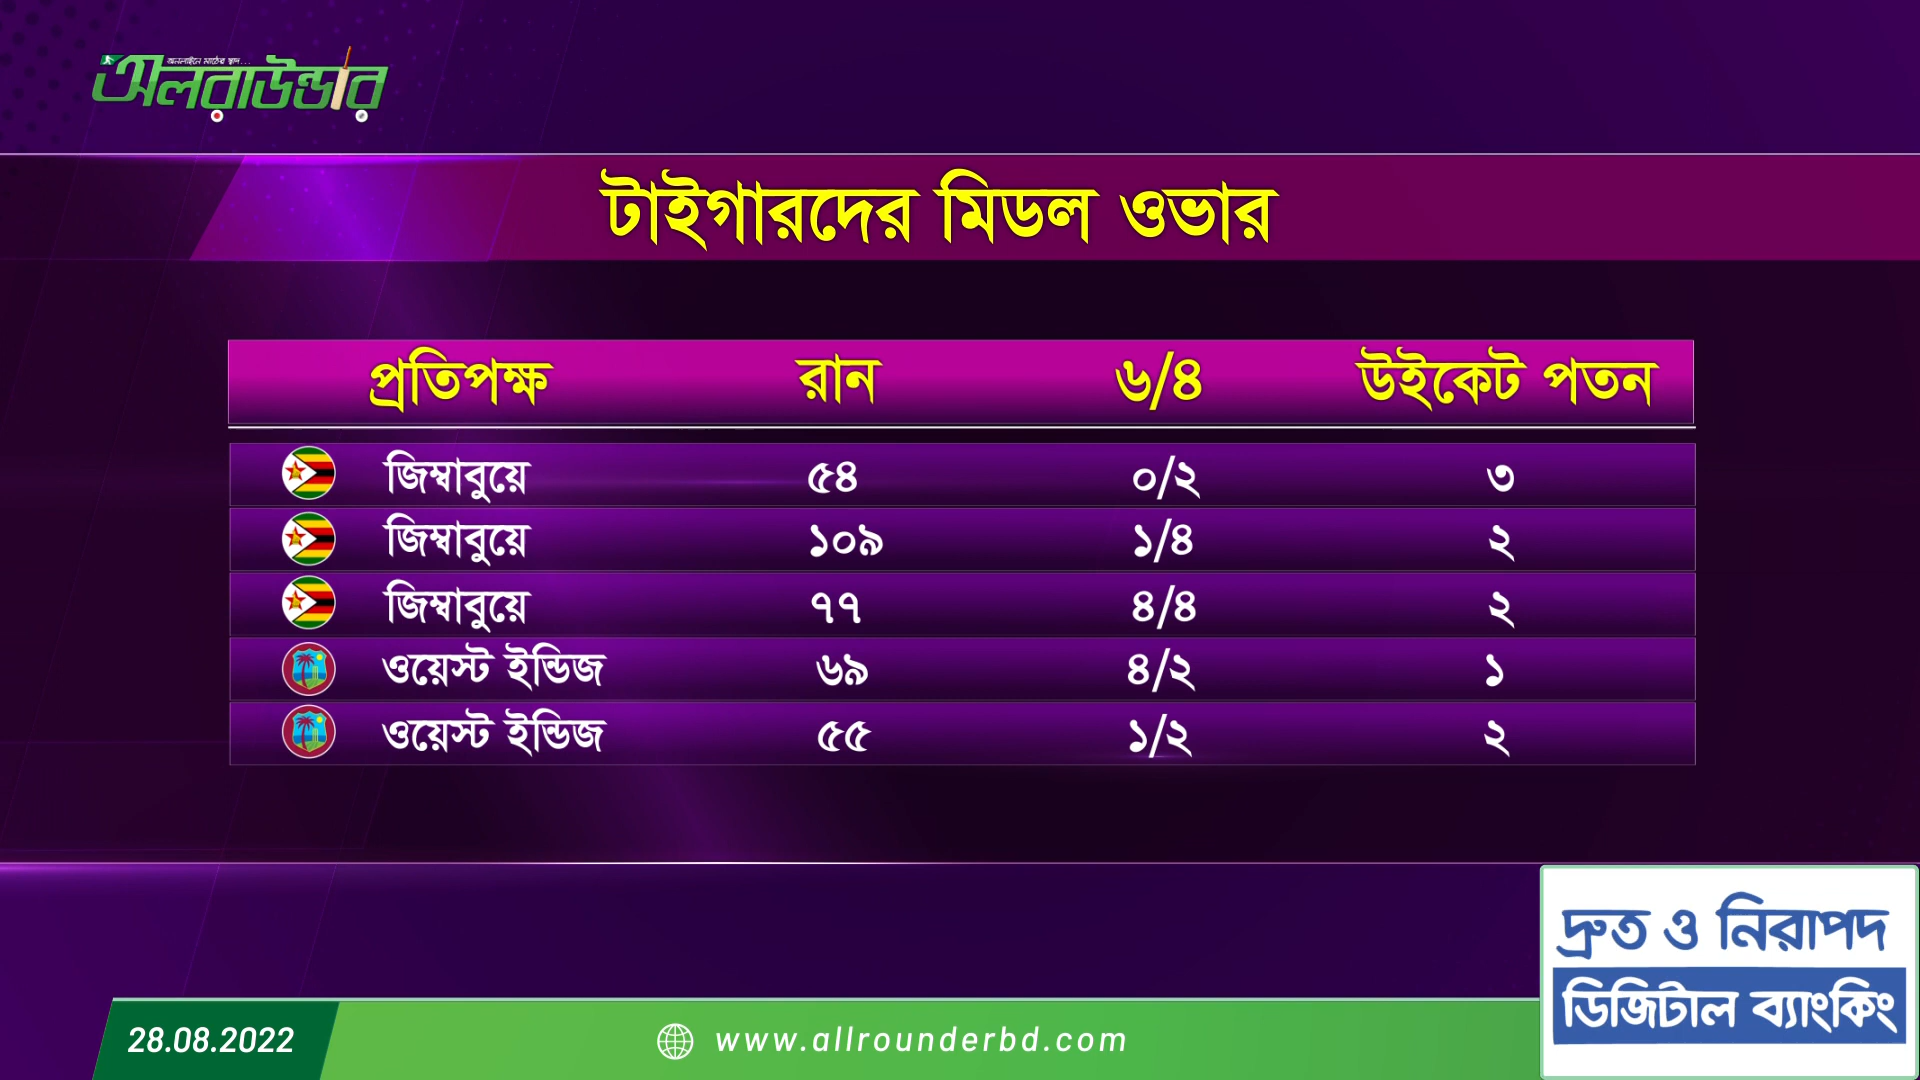 অনলাইনে মাঠের স্বাদ...
অলরাউন্ডার
টাইগারদের মিডল ওভার
প্রতিপক্ষ রান ৬/৪ উইকেট পতন
জিম্বাবুয়ে ৫৪ ০/২ ৩
জিম্বাবুয়ে ১০৯ ১/৪ ২
জিম্বাবুয়ে ৭৭ ৪/৪ ২
ওয়েস্ট ইন্ডিজ ৬৯ ৪/২ ১
ওয়েস্ট ইন্ডিজ ৫৫ ১/২ ২
দ্রুত ও নিরাপদ
ডিজিটাল ব্যাংকিং
28.08.2022 www.allrounderbd.com